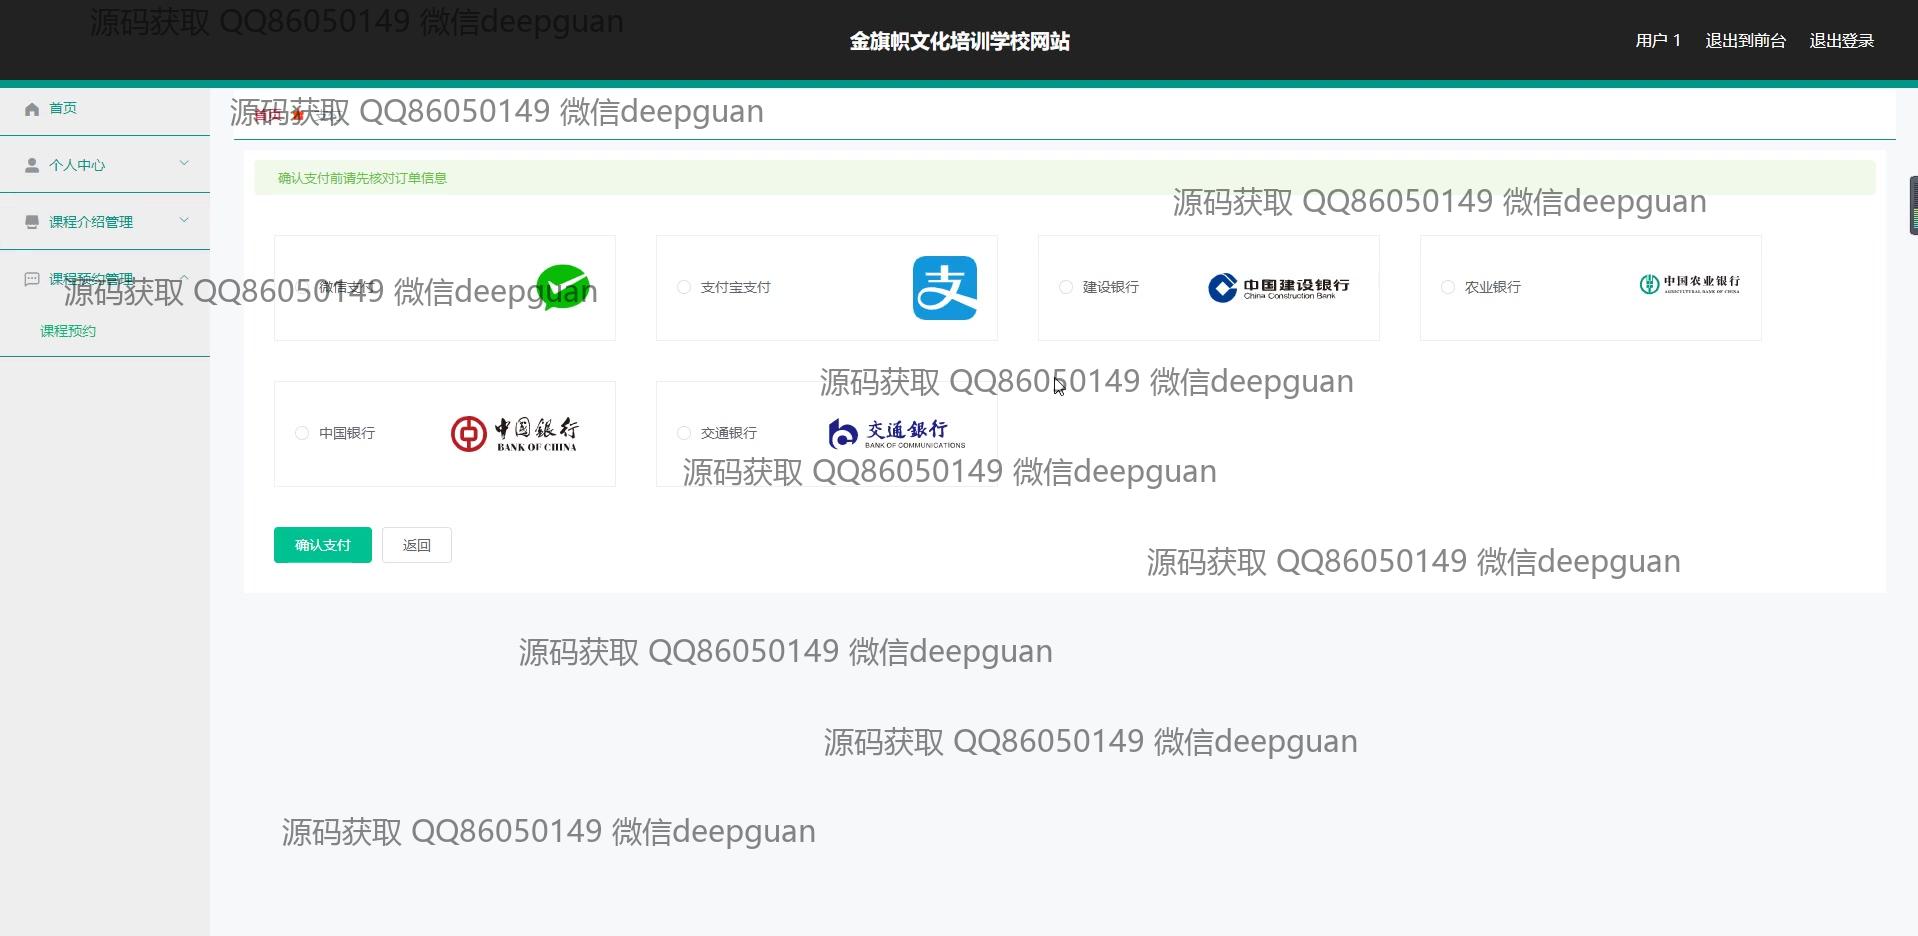 源码获取 QQ86050149 微信deepguan
金旗帜文化培训学校网站
用户 1
退出到前台
退出登录
首页
个人中心
课程介绍管理
课程预约管理
课程预约
源码获取 QQ86050149 微信deepguan
首页
确认支付前请先核对订单信息
源码获取 QQ86050149 微信deepguan
微信支付
源码获取 QQ86050149 微信deepguan
支付宝支付
支
建设银行
中国建设银行
China Construction Bank
农业银行
中国农业银行
AGRICULTURAL BANK OF CHINA
源码获取 QQ86050149 微信deepguan
中国银行
中国银行
BANK OF CHINA
交通银行
交通银行
BANK OF COMMUNICATIONS
源码获取 QQ86050149 微信deepguan
确认支付
返回
源码获取 QQ86050149 微信deepguan
源码获取 QQ86050149 微信deepguan
源码获取 QQ86050149 微信deepguan
源码获取 QQ86050149 微信deepguan